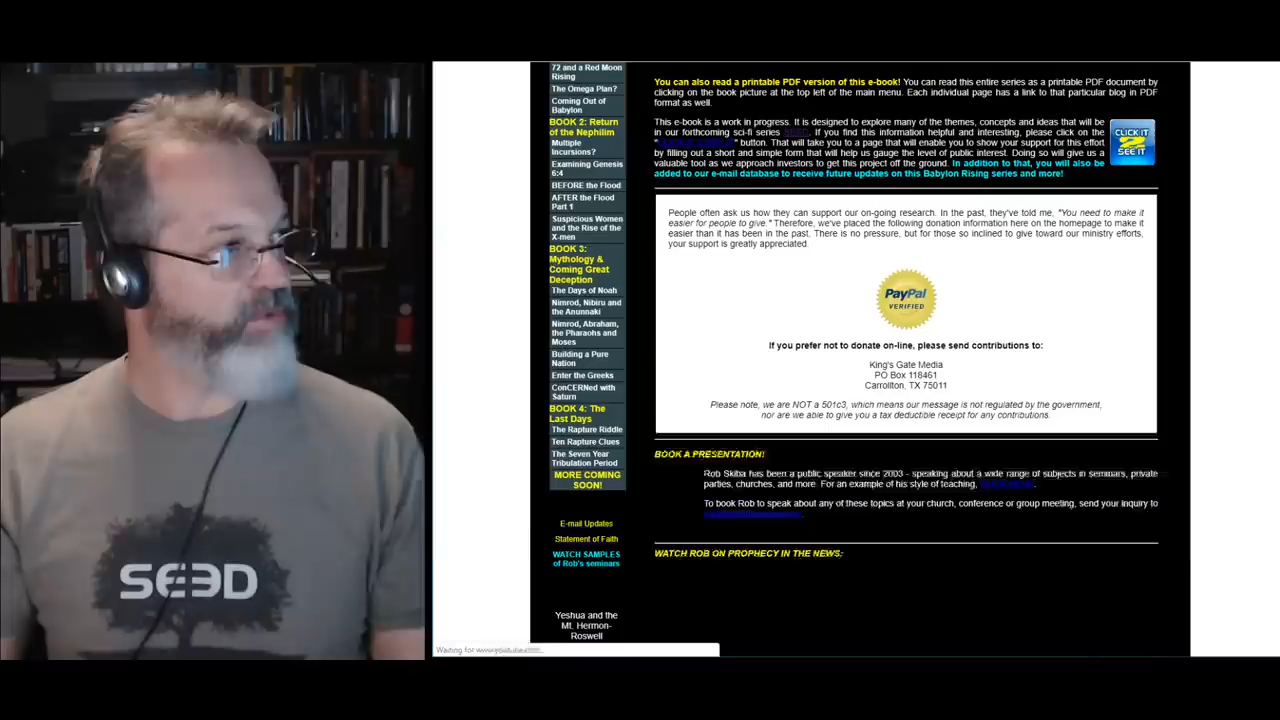 72 and a Red Moon
Rising
The Omega Plan?
Coming Out of
Babylon
BOOK 2: Return
of the Nephilim
Multiple
Incursions?
Examining Genesis
6:4
BEFORE the Flood
AFTER the Flood
Part 1
Suspicious Women
and the Rise of the
X-men
BOOK 3:
Mythology &
Coming Great
Deception
The Days of Noah
Nimrod, Nibiru and
the Anunnaki
Nimrod, Abraham,
the Pharaohs and
Moses
Building a Pure
Nation
Enter the Greeks
ConCERNed with
Saturn
BOOK 4: The
Last Days
The Rapture Riddle
Ten Rapture Clues
The Seven Year
Tribulation Period
MORE COMING
SOON!
E-mail Updates
Statement of Faith
WATCH SAMPLES
of Rob's seminars
Yeshua and the
Mt. Hermon-
Roswell
You can also read a printable PDF version of this e-book! You can read this entire series as a printable PDF document by
clicking on the book picture at the top left of the main menu. Each individual page has a link to that particular blog in PDF
format as well.
This e-book is a work in progress. It is designed to explore many of the themes, concepts and ideas that will be
in our forthcoming sci-fi series SEED. If you find this information helpful and interesting, please click on the
" " button. That will take you to a page that will enable you to show your support for this effort
by filling out a short and simple form that will help us gauge the level of public interest. Doing so will give us a
valuable tool as we approach investors to get this project off the ground. In addition to that, you will also be
added to our e-mail database to receive future updates on this Babylon Rising series and more!
CLICK IT
2
SEE IT
People often ask us how they can support our on-going research. In the past, they've told me, "You need to make it
easier for people to give." Therefore, we've placed the following donation information here on the homepage to make it
easier than it has been in the past. There is no pressure, but for those so inclined to give toward our ministry efforts,
your support is greatly appreciated.
PayPal
VERIFIED
If you prefer not to donate on-line, please send contributions to:
King's Gate Media
PO Box 118461
Carrollton, TX 75011
Please note, we are NOT a 501c3, which means our message is not regulated by the government,
nor are we able to give you a tax deductible receipt for any contributions.
BOOK A PRESENTATION!
Rob Skiba has been a public speaker since 2003 - speaking about a wide range of subjects in seminars, private
parties, churches, and more. For an example of his style of teaching, .
To book Rob to speak about any of these topics at your church, conference or group meeting, send your inquiry to
WATCH ROB ON PROPHECY IN THE NEWS:
Waiting for
SEED